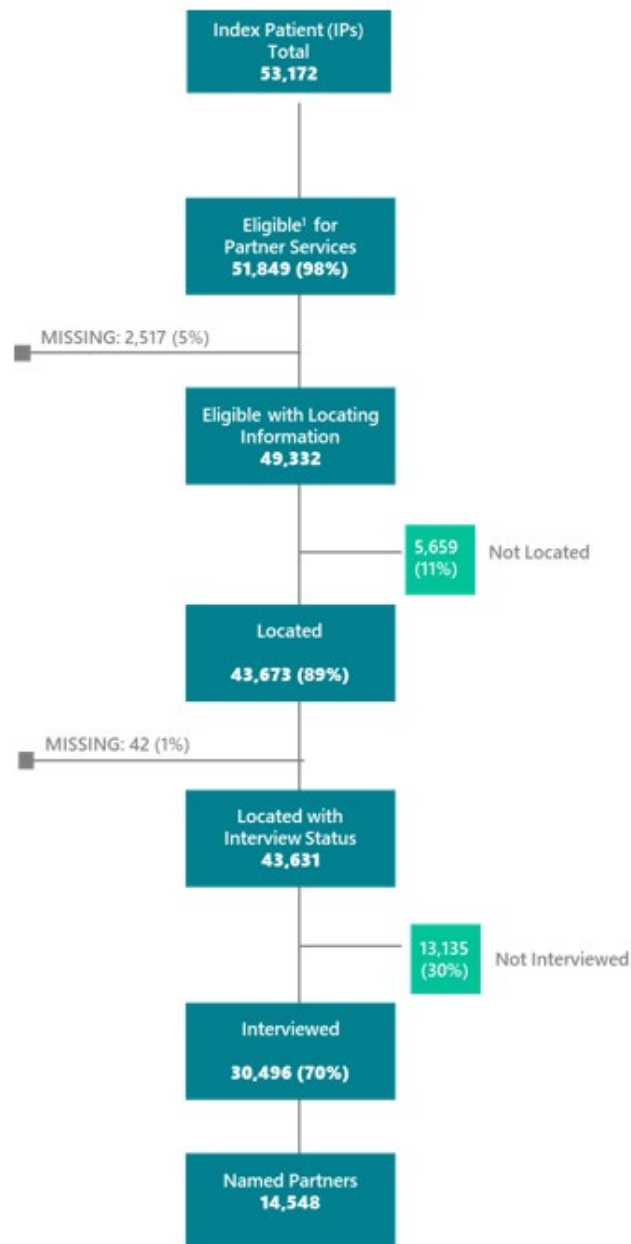 Index Patient (IPs)
Total
53,172
Eligible¹ for
Partner Services
51,849 (98%)
MISSING: 2,517 (5%)
Eligible with Locating
Information
49,332
5,659
(11%)
Not Located
Located
43,673 (89%)
MISSING: 42 (1%)
Located with
Interview Status
43,631
13,135
(30%)
Not Interviewed
Interviewed
30,496 (70%)
Named Partners
14,548